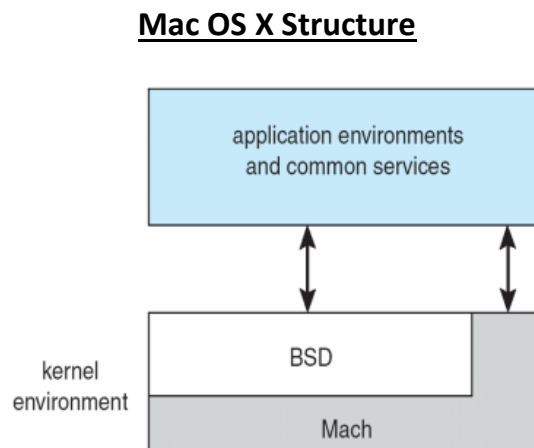 Mac OS X Structure
application environments
and common services
BSD
kernel
environment
Mach